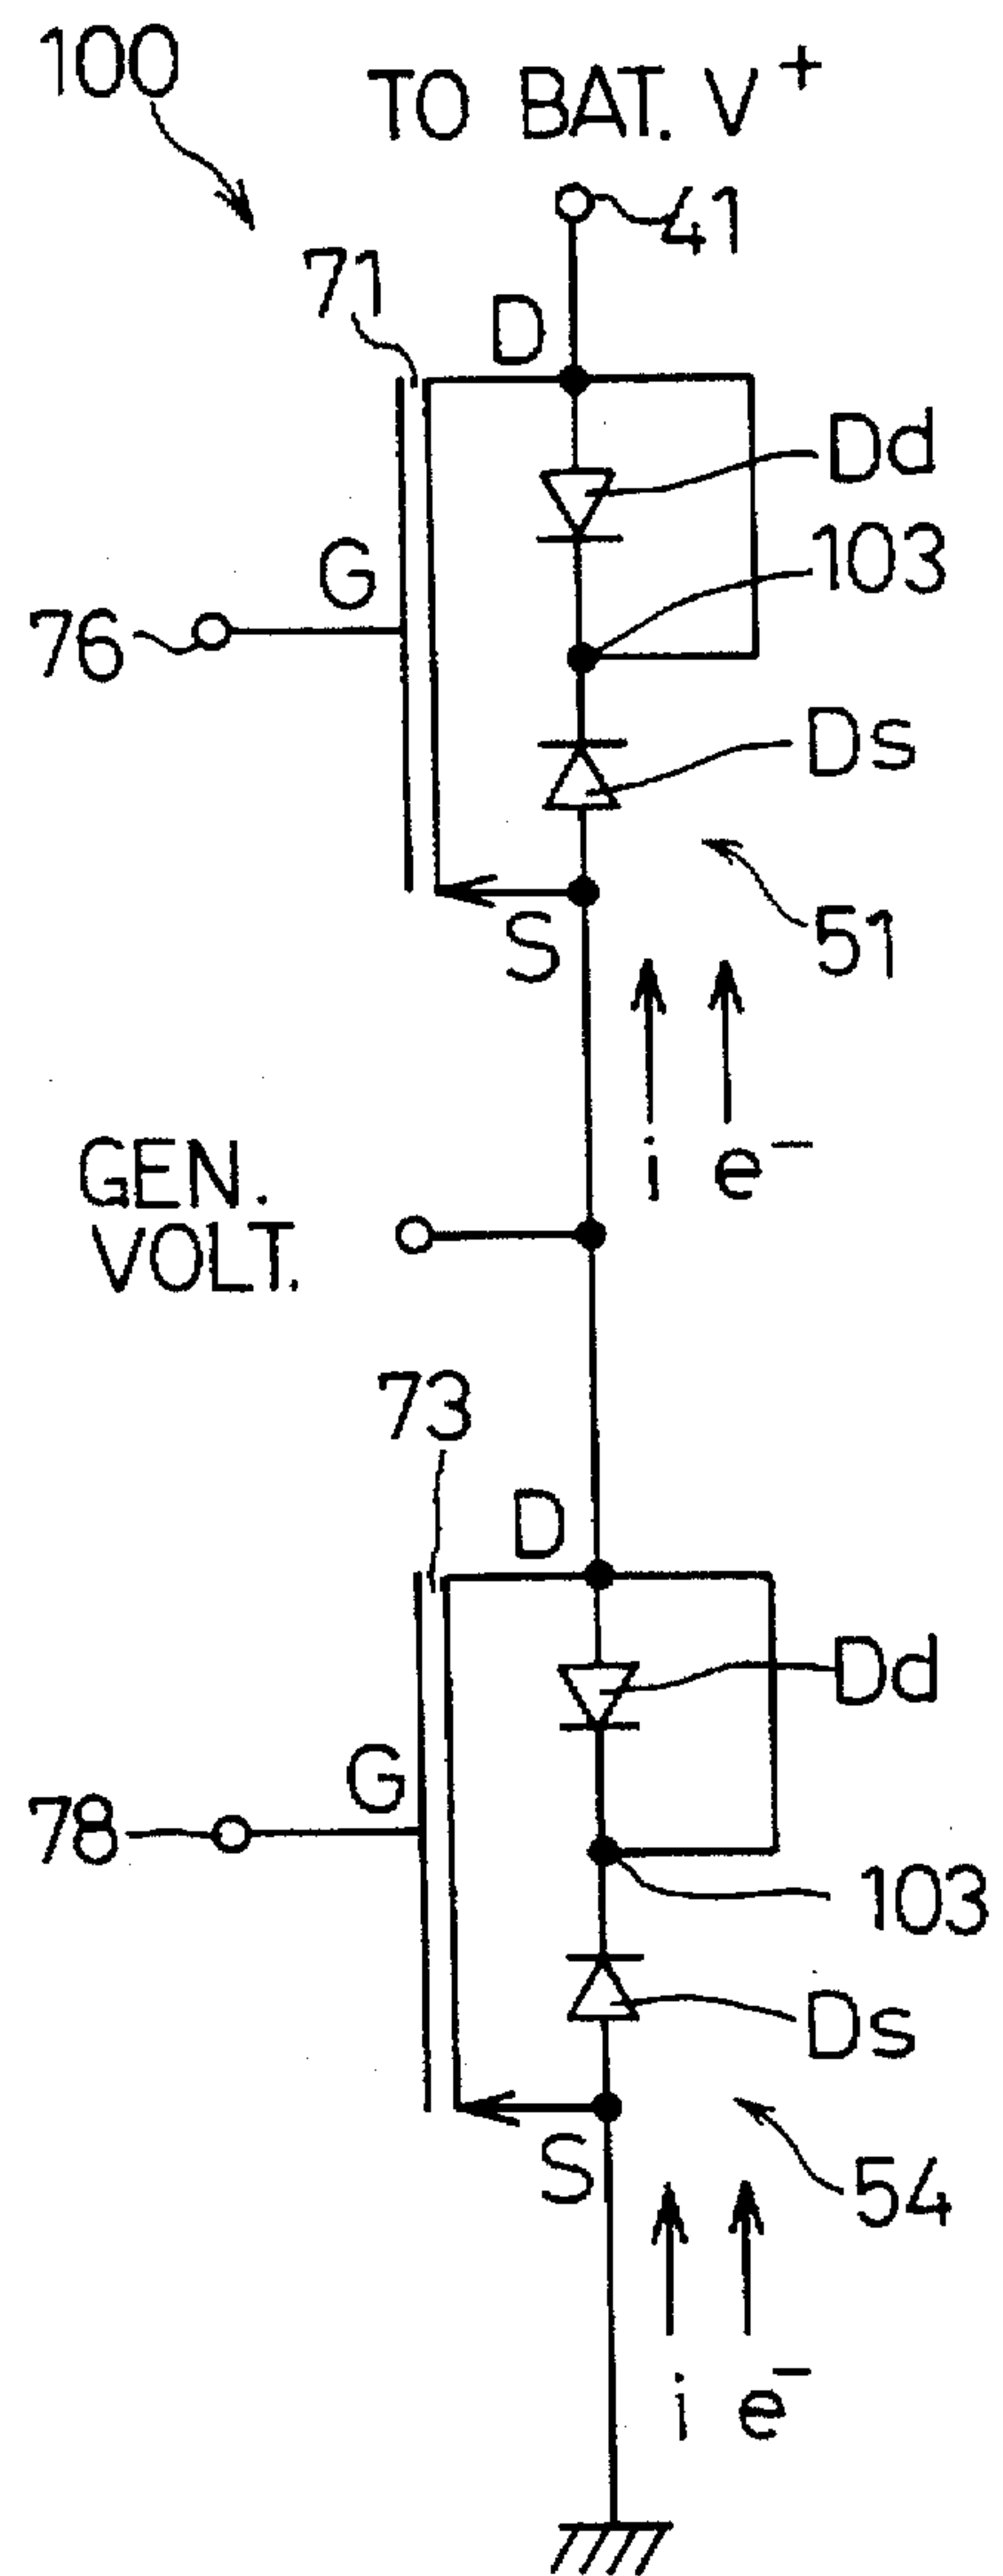 100
TO BAT. V+
41
71
D
Dd
G
103
76
Ds
S
51
i e-
GEN.
VOLT.
73
D
Dd
G
78
103
Ds
S
54
i e-